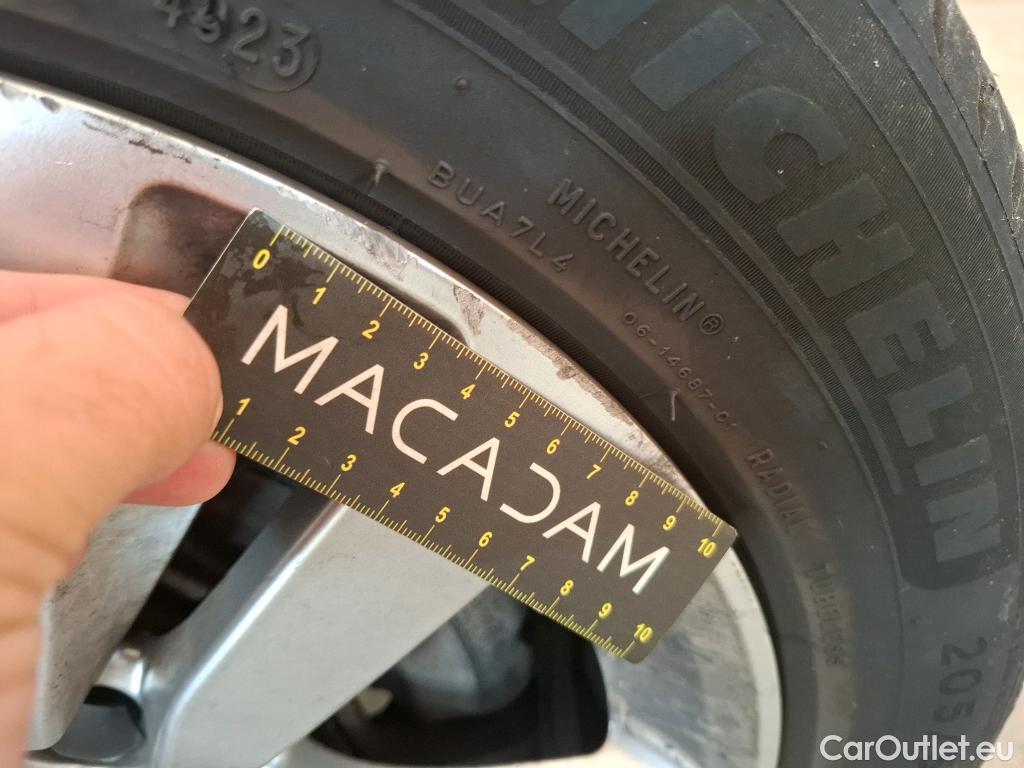 4823
MICHELIN
BUA7L4
MICHELIN®
06-14687-01
RADIAL TUBELESS
205
0 1 2 3 4 5 6 7 8 9 10
MACADAM
1 2 3 4 5 6 7 8 9 10
CarOutlet.eu